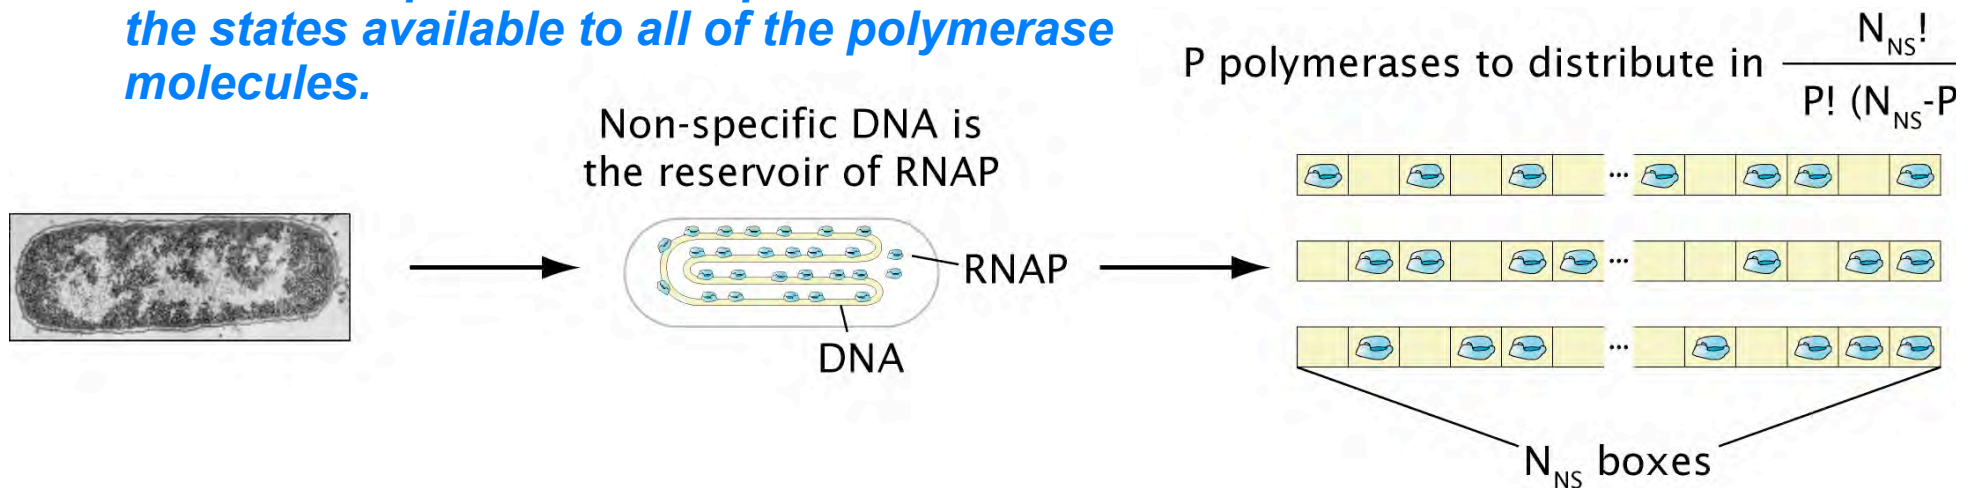 the states available to all of the polymerase
molecules.
P polymerases to distribute in N_NS! / P! (N_NS-P
Non-specific DNA is
the reservoir of RNAP
... 
RNAP
...
DNA
...
N_NS boxes